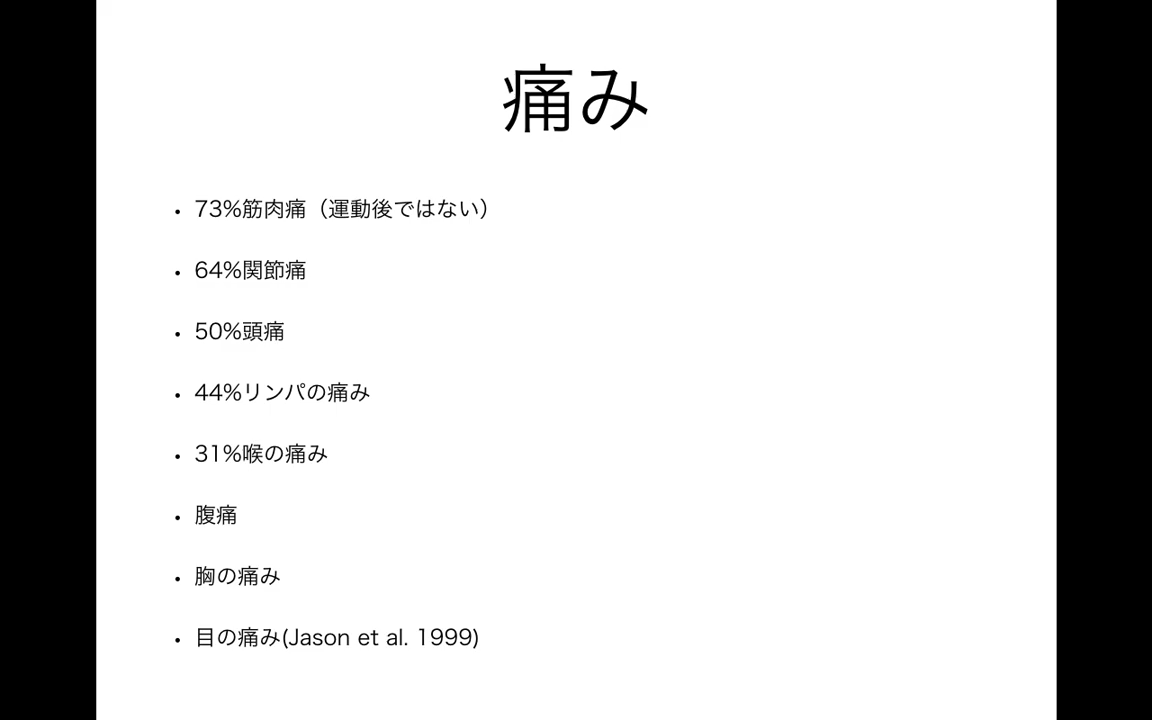 痛み
• 73%筋肉痛（運動後ではない）
• 64%関節痛
• 50%頭痛
• 44%リンパの痛み
• 31%喉の痛み
• 腹痛
• 胸の痛み
• 目の痛み(Jason et al. 1999)